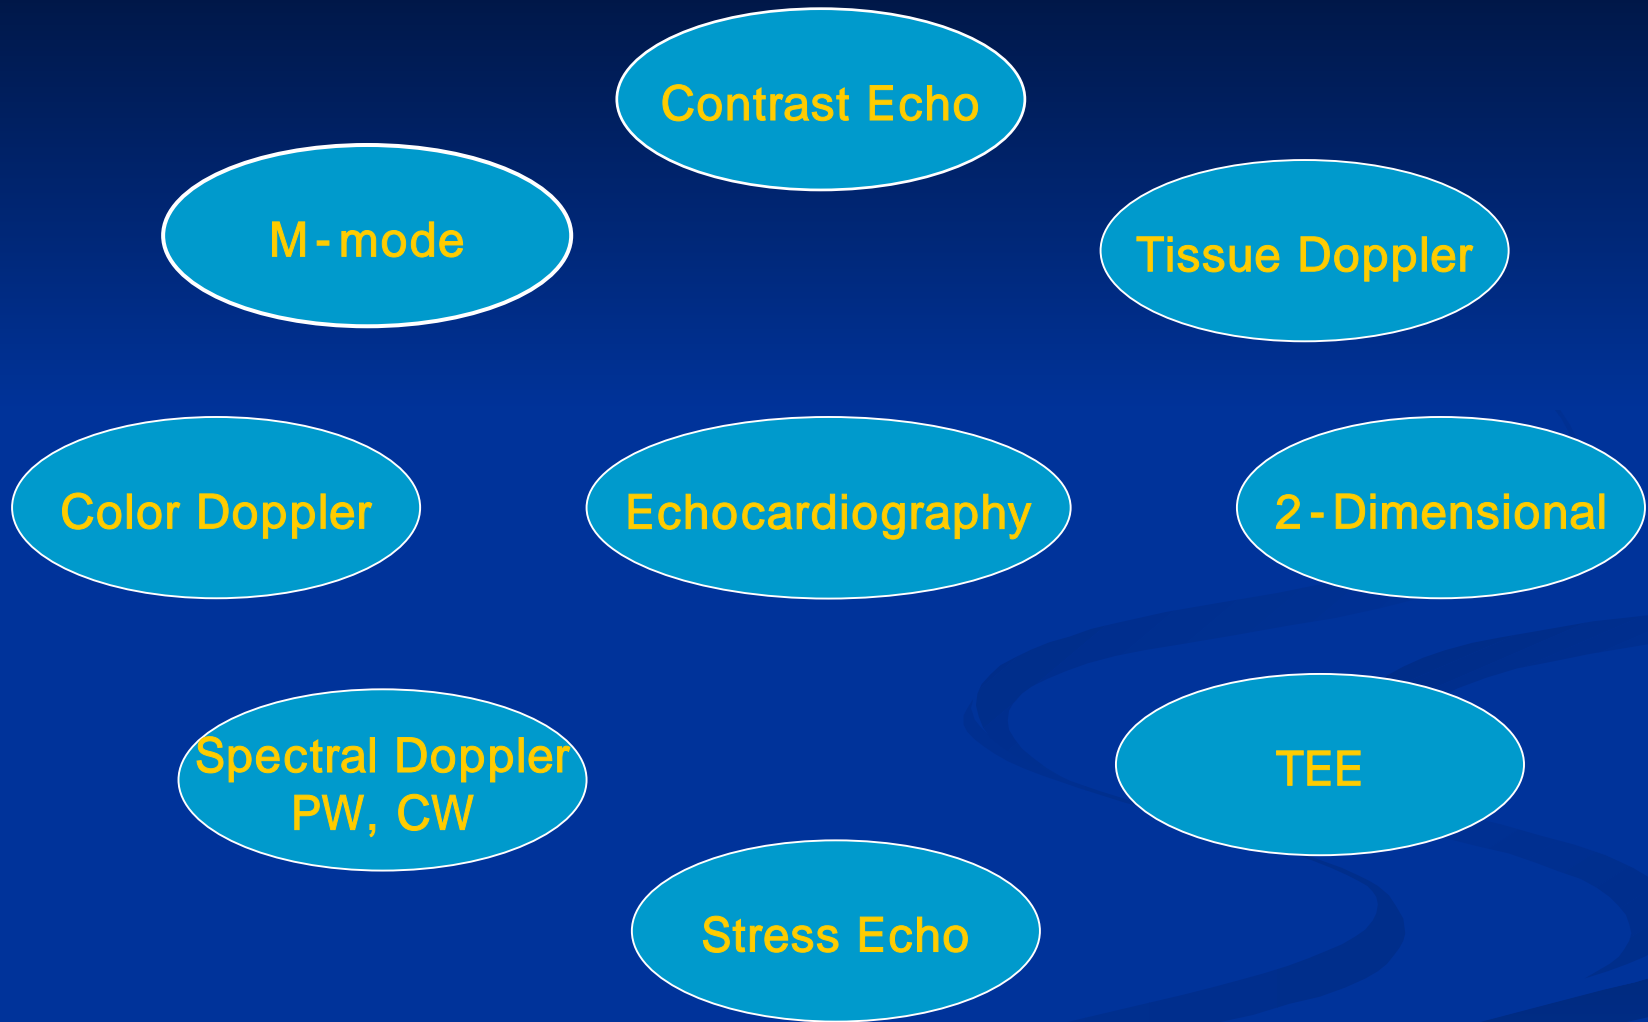 Contrast Echo
M-mode
Tissue Doppler
Color Doppler
Echocardiography
2-Dimensional
Spectral Doppler
PW, CW
TEE
Stress Echo